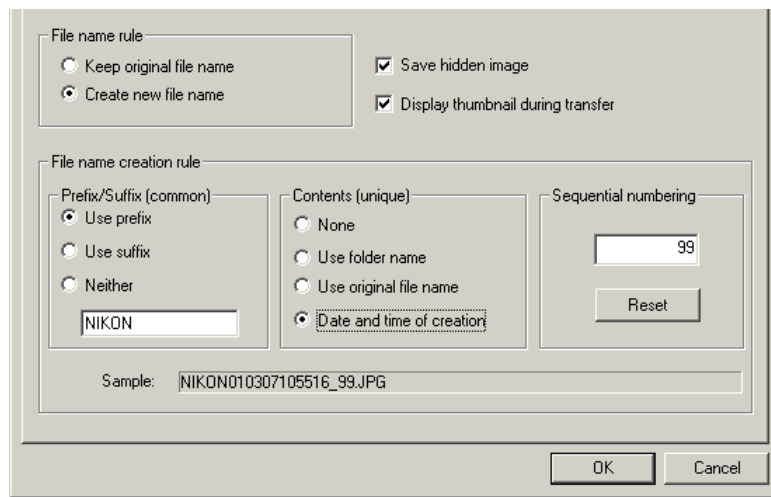 File name rule
Keep original file name
Create new file name
Save hidden image
Display thumbnail during transfer
File name creation rule
Prefix/Suffix (common)
Use prefix
Use suffix
Neither
NIKON
Contents (unique)
None
Use folder name
Use original file name
Date and time of creation
Sequential numbering
99
Reset
Sample: NIKON010307105516_99.JPG
OK Cancel